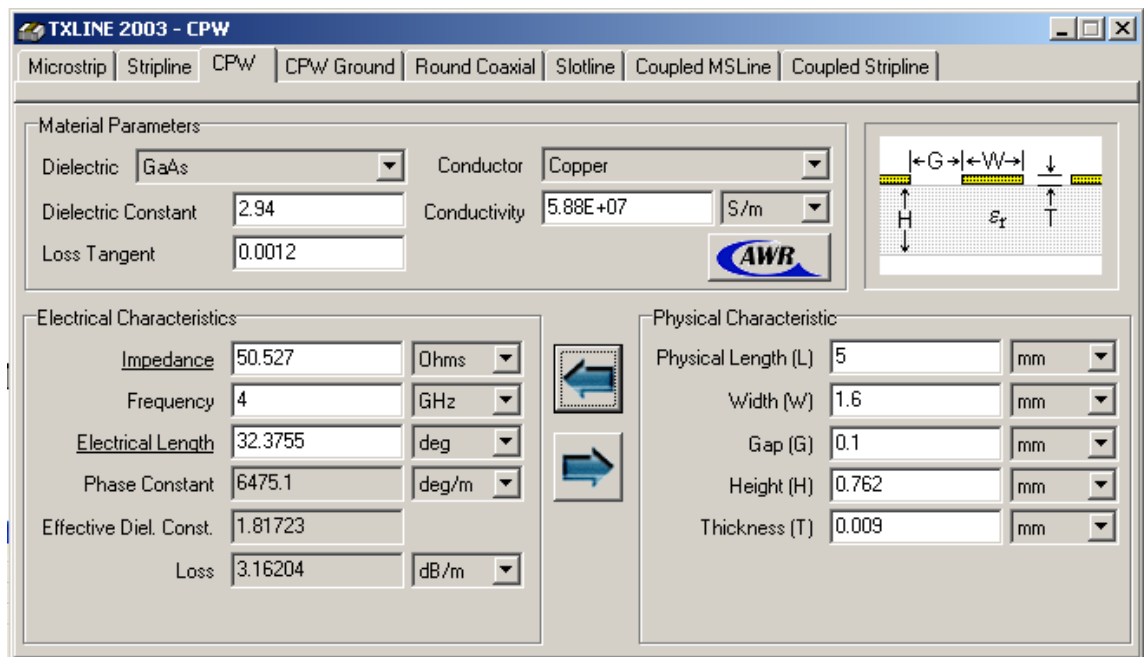 TXLINE 2003 - CPW
Microstrip Stripline CPW CPW Ground Round Coaxial Slotline Coupled MSLine Coupled Stripline
Material Parameters
Dielectric GaAs Conductor Copper
Dielectric Constant 2.94 Conductivity 5.88E+07 S/m
Loss Tangent 0.0012 AWR
G W
H εr T
Electrical Characteristics
Impedance 50.527 Ohms
Frequency 4 GHz
Electrical Length 32.3755 deg
Phase Constant 6475.1 deg/m
Effective Diel. Const. 1.81723
Loss 3.16204 dB/m
Physical Characteristic
Physical Length (L) 5 mm
Width (W) 1.6 mm
Gap (G) 0.1 mm
Height (H) 0.762 mm
Thickness (T) 0.009 mm